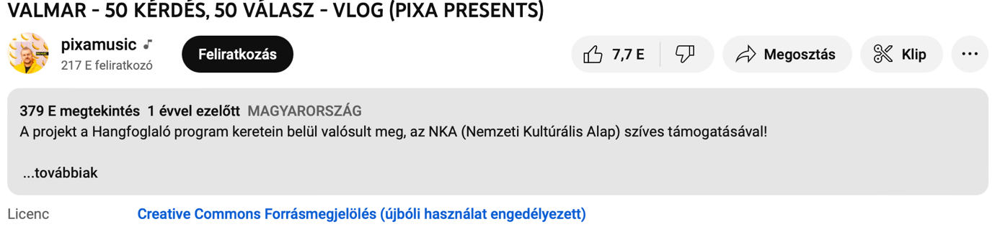 VALMAR - 50 KÉRDÉS, 50 VÁLASZ - VLOG (PIXA PRESENTS)
pixamusic
217 E feliratkozó
Feliratkozás
7,7 E
Megosztás
Klip
379 E megtekintés 1 évvel ezelőtt MAGYARORSZÁG
A projekt a Hangfoglaló program keretein belül valósult meg, az NKA (Nemzeti Kultúrális Alap) szíves támogatásával!
...továbbiak
Licenc Creative Commons Forrásmegjelölés (újbóli használat engedélyezett)